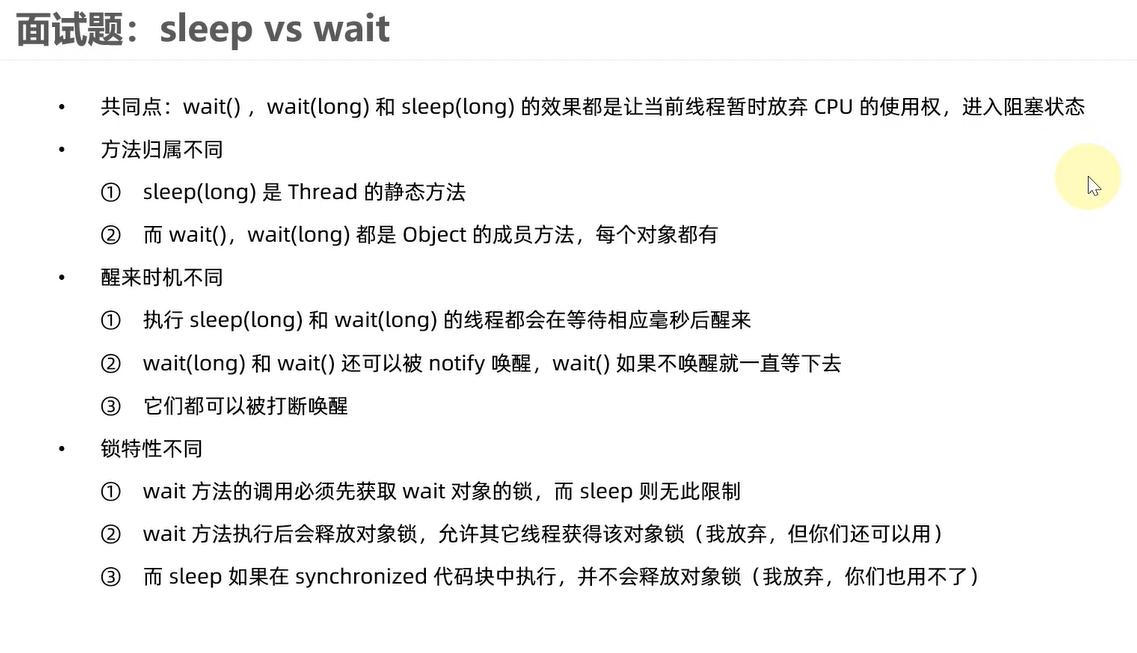 面试题：sleep vs wait
• 共同点：wait() ，wait(long) 和 sleep(long) 的效果都是让当前线程暂时放弃 CPU 的使用权，进入阻塞状态
• 方法归属不同
① sleep(long) 是 Thread 的静态方法
② 而 wait()，wait(long) 都是 Object 的成员方法，每个对象都有
• 醒来时机不同
① 执行 sleep(long) 和 wait(long) 的线程都会在等待相应毫秒后醒来
② wait(long) 和 wait() 还可以被 notify 唤醒，wait() 如果不唤醒就一直等下去
③ 它们都可以被打断唤醒
• 锁特性不同
① wait 方法的调用必须先获取 wait 对象的锁，而 sleep 则无此限制
② wait 方法执行后会释放对象锁，允许其它线程获得该对象锁（我放弃，但你们还可以用）
③ 而 sleep 如果在 synchronized 代码块中执行，并不会释放对象锁（我放弃，你们也用不了）